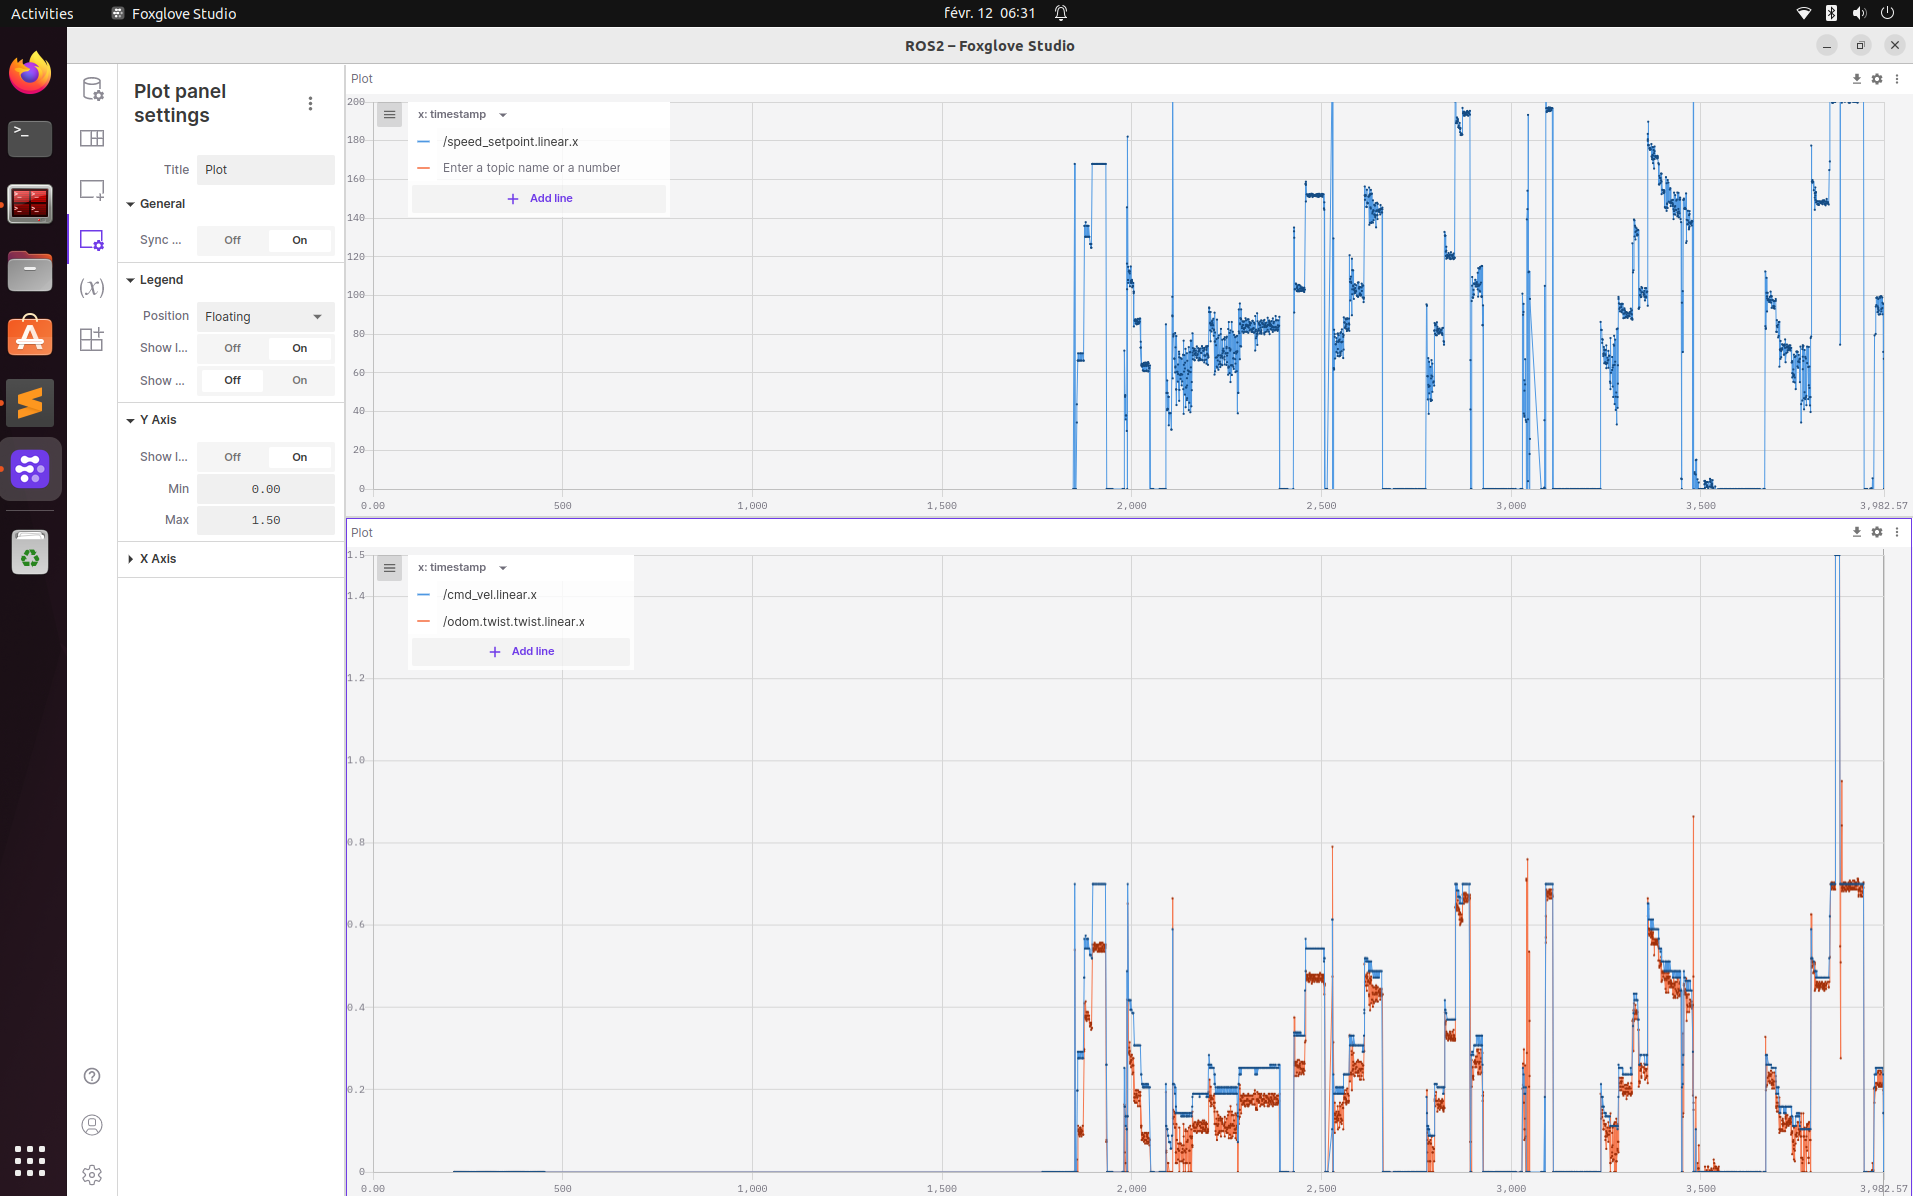 Activities
Foxglove Studio
févr. 12 06:31
ROS2 – Foxglove Studio
Plot panel
settings
Title
Plot
General
Sync ...
Off
On
Legend
Position
Floating
Show l...
Off
On
Show ...
Off
On
Y Axis
Show l...
Off
On
Min
0.00
Max
1.50
X Axis
Plot
x: timestamp
/speed_setpoint.linear.x
Enter a topic name or a number
+ Add line
200
180
160
140
120
100
80
60
40
20
0
0.00
500
1,000
1,500
2,000
2,500
3,000
3,500
3,982.57
Plot
x: timestamp
/cmd_vel.linear.x
/odom.twist.twist.linear.x
+ Add line
1.5
1.4
1.2
1.0
0.8
0.6
0.4
0.2
0
0.00
500
1,000
1,500
2,000
2,500
3,000
3,500
3,982.57